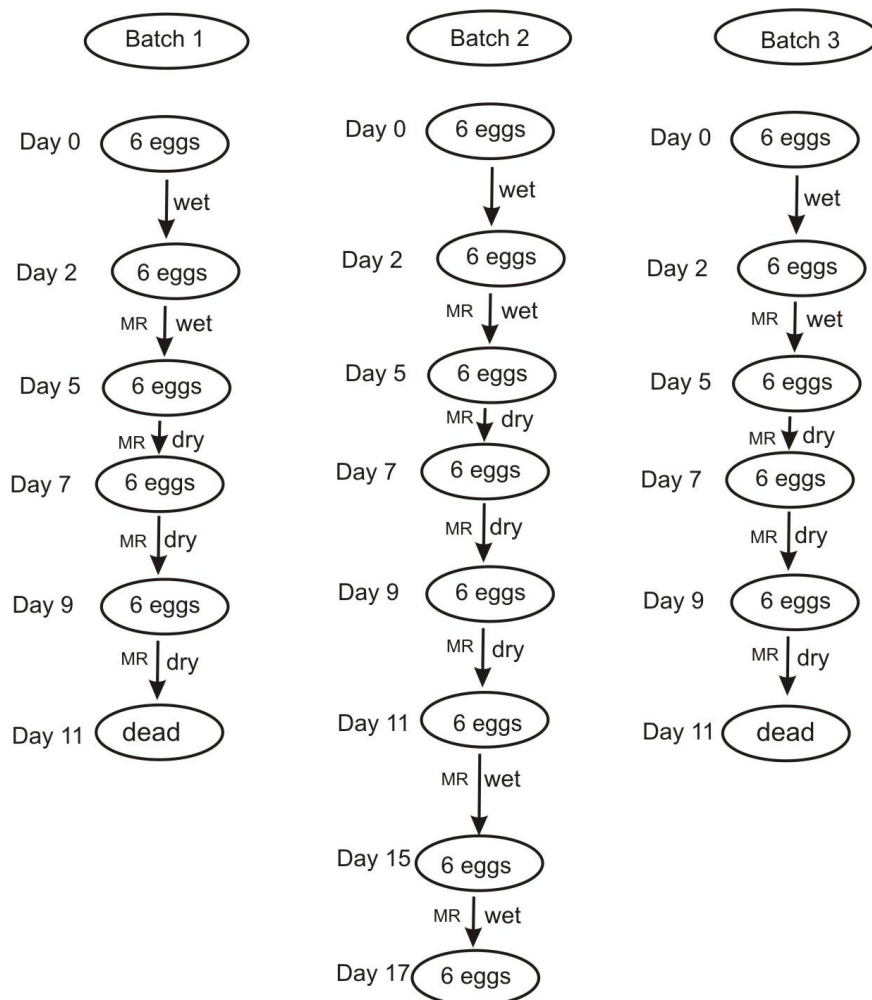 Batch 1
Day 0
6 eggs
wet
Day 2
6 eggs
MR wet
Day 5
6 eggs
MR dry
Day 7
6 eggs
MR dry
Day 9
6 eggs
MR dry
Day 11
dead
Batch 2
Day 0
6 eggs
wet
Day 2
6 eggs
MR wet
Day 5
6 eggs
MR dry
Day 7
6 eggs
MR dry
Day 9
6 eggs
MR dry
Day 11
6 eggs
MR wet
Day 15
6 eggs
MR wet
Day 17
6 eggs
Batch 3
Day 0
6 eggs
wet
Day 2
6 eggs
MR wet
Day 5
6 eggs
MR dry
Day 7
6 eggs
MR dry
Day 9
6 eggs
MR dry
Day 11
dead